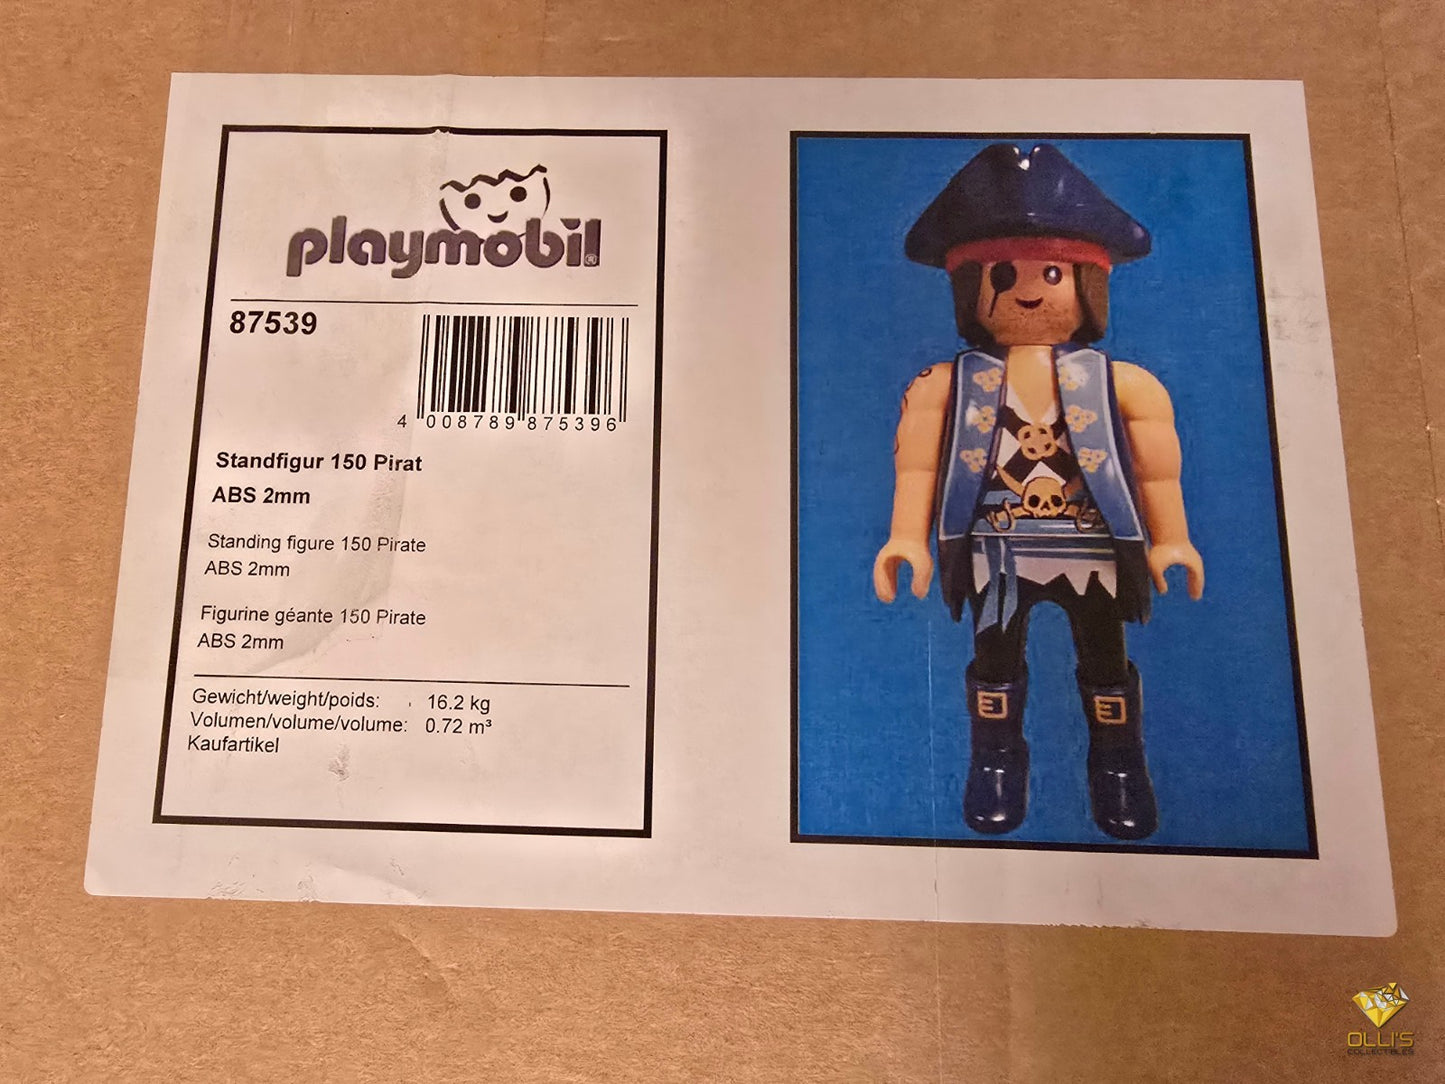 playmobil®
87539
4 008789 875396
Standfigur 150 Pirat
ABS 2mm
Standing figure 150 Pirate
ABS 2mm
Figurine géante 150 Pirate
ABS 2mm
Gewicht/weight/poids: 16.2 kg
Volumen/volume/volume: 0.72 m³
Kaufartikel
OLLI'S
COLLECTIBLES